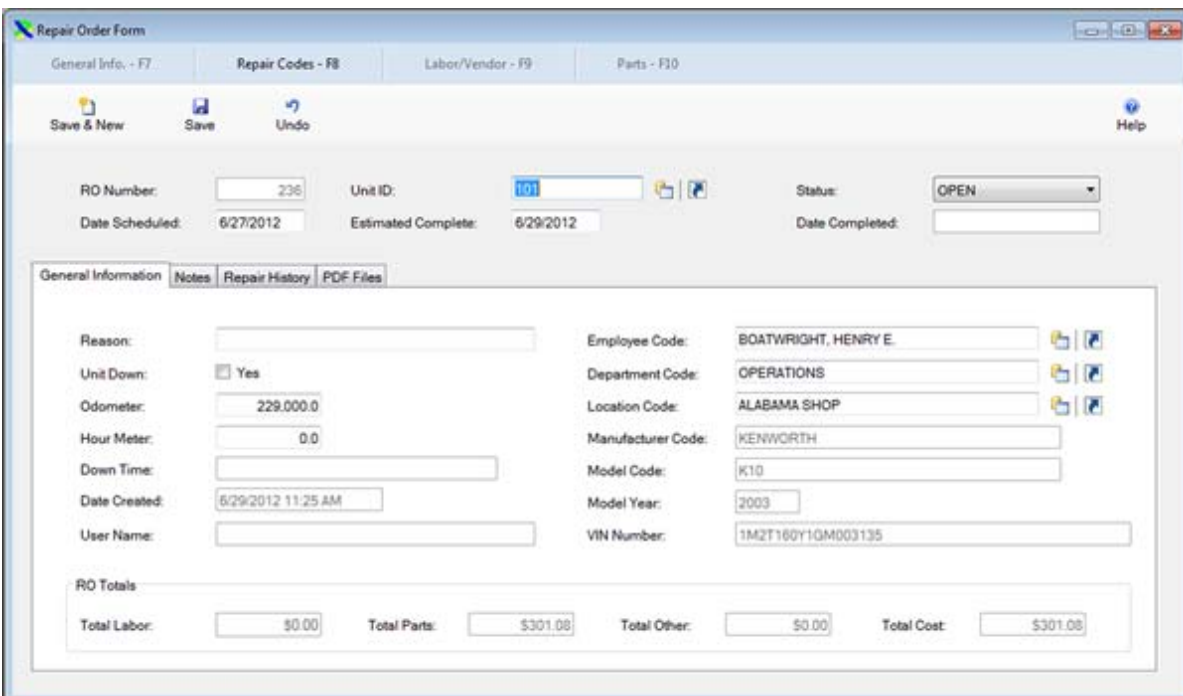 Repair Order Form
General Info. - F7 Repair Codes - F8 Labor/Vendor - F9 Parts - F10
Save & New Save Undo Help
RO Number: 236 Unit ID: 101 Status: OPEN
Date Scheduled: 6/27/2012 Estimated Complete: 6/29/2012 Date Completed:
General Information Notes Repair History PDF Files
Reason: Employee Code: BOATWRIGHT, HENRY E.
Unit Down: Yes Department Code: OPERATIONS
Odometer: 229,000.0 Location Code: ALABAMA SHOP
Hour Meter: 0.0 Manufacturer Code: KENWORTH
Down Time: Model Code: K10
Date Created: 6/29/2012 11:25 AM Model Year: 2003
User Name: VIN Number: 1M2T160Y1GM003135
RO Totals
Total Labor: $0.00 Total Parts: $301.08 Total Other: $0.00 Total Cost: $301.08